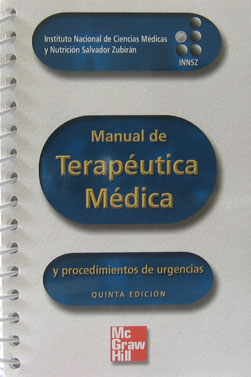 Instituto Nacional de Ciencias Médicas
y Nutrición Salvador Zubirán
INNSZ
Manual de
Terapéutica
Médica
y procedimientos de urgencias
QUINTA EDICIÓN
Mc
Graw
Hill